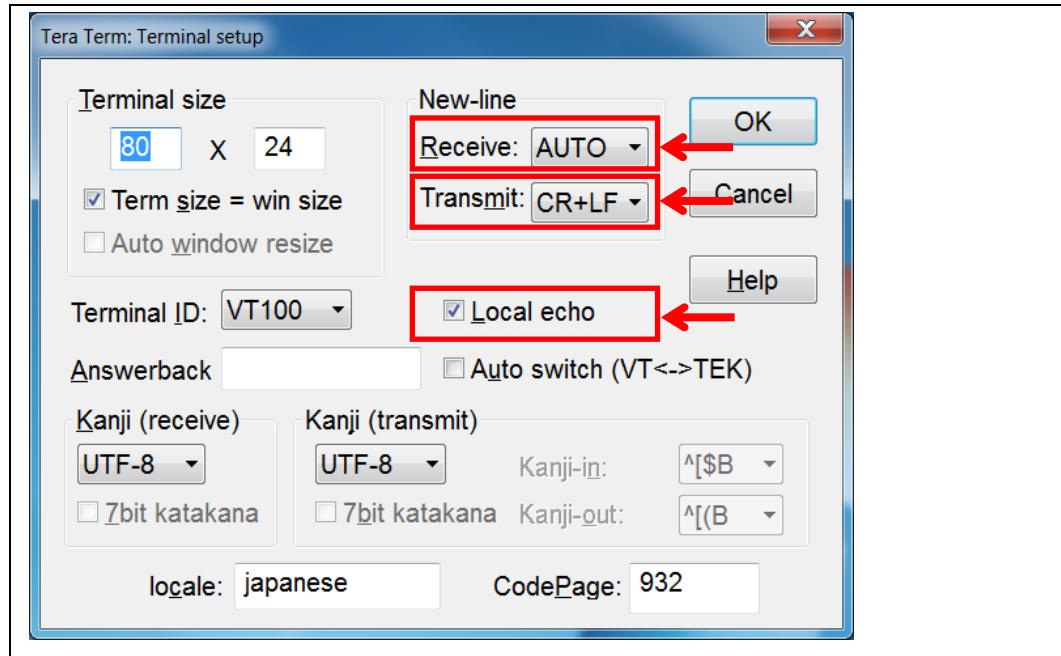 Tera Term: Terminal setup
X
Terminal size
80 X 24
Term size = win size
Auto window resize
New-line
Receive: AUTO
Transmit: CR+LF
OK
Cancel
Help
Terminal ID: VT100
Local echo
Answerback
Auto switch (VT<->TEK)
Kanji (receive)
UTF-8
7bit katakana
Kanji (transmit)
UTF-8
7bit katakana
Kanji-in: ^[$B
Kanji-out: ^[(B
locale: japanese
CodePage: 932